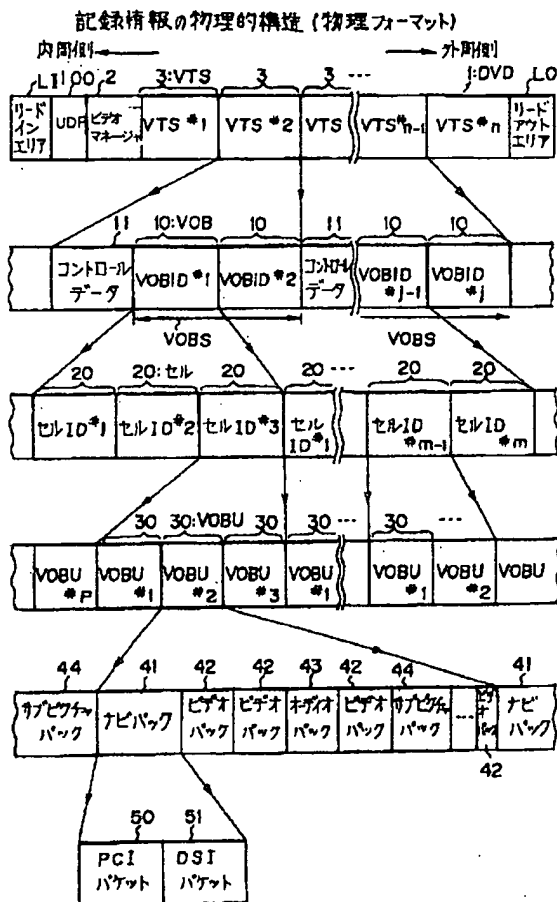 記録情報の物理的構造(物理フォーマット)
内周側 外周側
LI 100 2 3:VTS 3 3 --- 1:DVD LO
リード
イン
エリア
UDF
ビデオ
マネージャ
VTS#1
VTS#2
VTS
VTS#n-1
VTS#n
リード
アウト
エリア
11 10:VOB 10 11 10 10
コントロール
データ
VOBID
#1
VOBID
#2
コントロール
データ
VOBID
#j-1
VOBID
#j
VOBS VOBS
20 20:セル 20 20 --- 20 20
セルID#1
セルID#2
セルID#3
セル
ID#1
セルID
#m-1
セルID
#m
30 30:VOBU 30 30 --- 30 ---
VOBU
#P
VOBU
#1
VOBU
#2
VOBU
#3
VOBU
#1
VOBU
#1
VOBU
#2
VOBU
44 41 42 42 43 42 44 41
サブピクチャ
パック
ナビパック
ビデオ
パック
ビデオ
パック
オーディオ
パック
ビデオ
パック
サブピクチャ
パック
---
ビデオ
パック
ナビ
パック
42
50 51
PCI
パケット
DSI
パケット